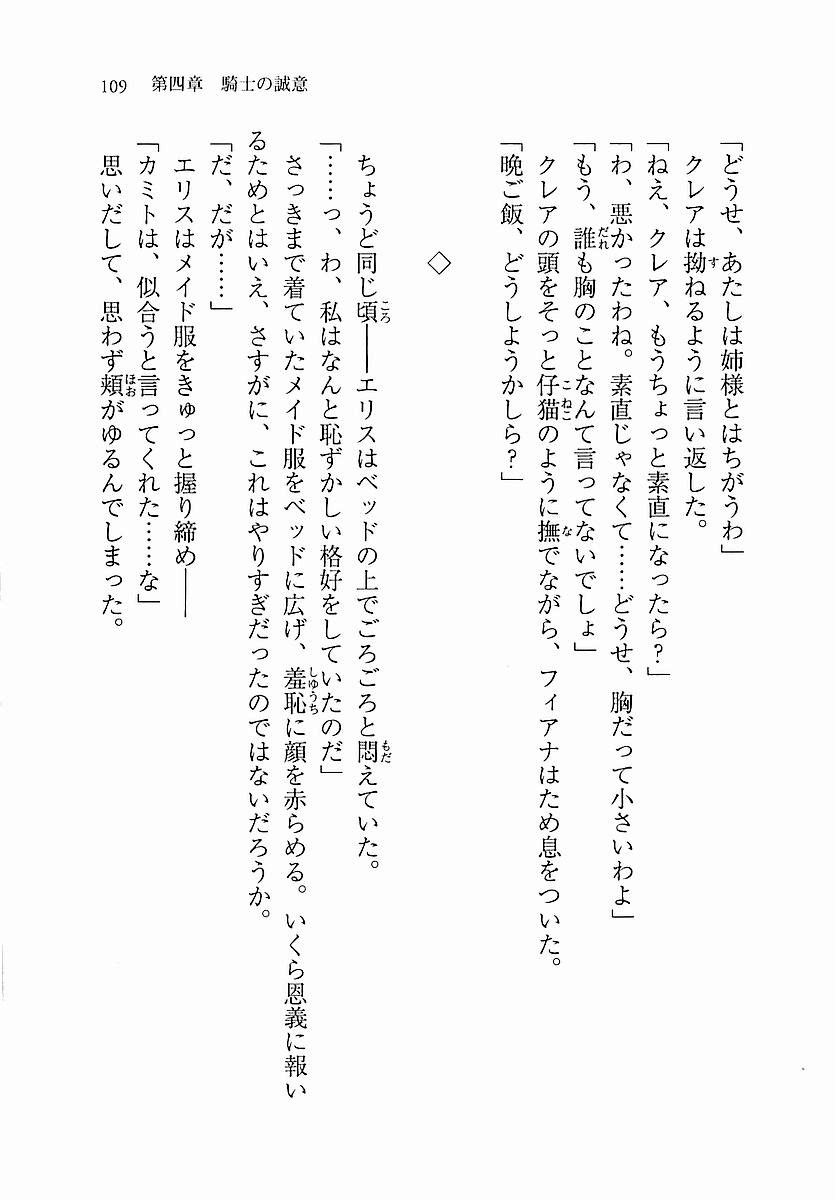 109　第四章　騎士の誠意
「どうせ、あたしは姉様とはちがうわ」
クレアは拗ねるように言い返した。
「ねえ、クレア、もうちょっと素直になったら？」
「わ、悪かったわね。素直じゃなくて……どうせ、胸だって小さいわよ」
「もう、誰も胸のことなんて言ってないでしょ」
クレアの頭をそっと仔猫のように撫でながら、フィアナはため息をついた。
「晩ご飯、どうしようかしら？」
◇
ちょうど同じ頃――エリスはベッドの上でごろごろと悶えていた。
「……っ、わ、私はなんと恥ずかしい格好をしていたのだ」
さっきまで着ていたメイド服をベッドに広げ、羞恥に顔を赤らめる。いくら恩義に報い
るためとはいえ、さすがに、これはやりすぎだったのではないだろうか。
「だ、だが……」
エリスはメイド服をきゅっと握り締め――
「カミトは、似合うと言ってくれた……な」
思いだして、思わず頬がゆるんでしまった。